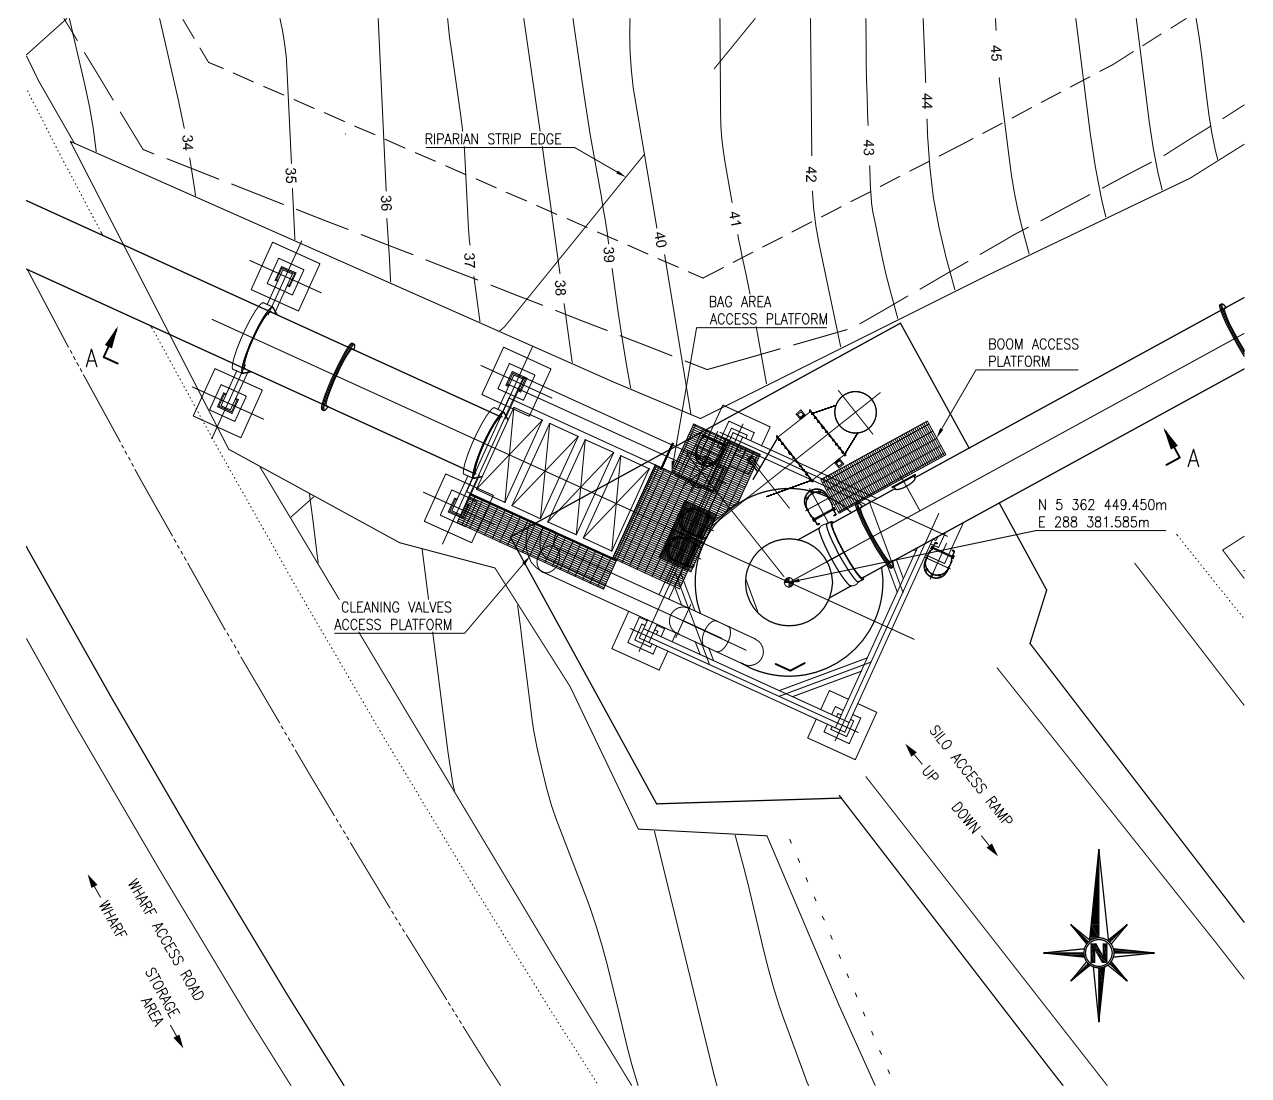 45
44
43
42
41
40
39
38
37
36
35
34
RIPARIAN STRIP EDGE
BAG AREA
ACCESS PLATFORM
BOOM ACCESS
PLATFORM
A
A
N 5 362 449.450m
E 288 381.585m
CLEANING VALVES
ACCESS PLATFORM
SILO ACCESS RAMP
UP
DOWN
WHARF ACCESS ROAD
WHARF
STORAGE
AREA
N